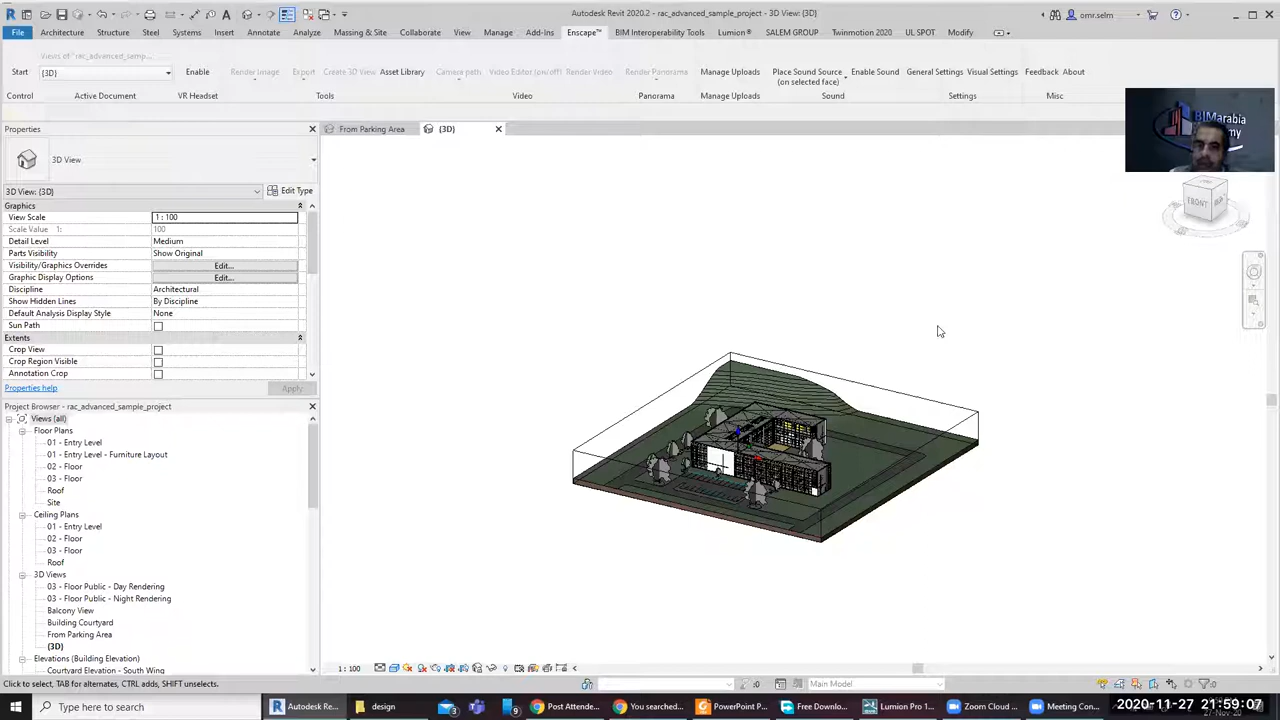 Autodesk Revit 2020.2 - rac_advanced_sample_project - 3D View: {3D}
omr.selm
File Architecture Structure Steel Systems Insert Annotate Analyze Massing & Site Collaborate View Manage Add-Ins Enscape™ BIM Interoperability Tools Lumion® SALEM GROUP Twinmotion 2020 UL SPOT Modify
Views of "rac_advanced_sample_project"...
Start {3D} Enable Render Image Export Create 3D View Asset Library Camera path Video Editor (on/off) Render Video Render Panorama Manage Uploads Place Sound Source (on selected face) Enable Sound General Settings Visual Settings Feedback About
Control Active Document VR Headset Tools Video Panorama Manage Uploads Sound Settings Misc
Properties
From Parking Area
{3D}
BIMarabia
3D View
3D View: {3D}
Edit Type
FRONT
Graphics
View Scale 1 : 100
Scale Value 1: 100
Detail Level Medium
Parts Visibility Show Original
Visibility/Graphics Overrides Edit...
Graphic Display Options Edit...
Discipline Architectural
Show Hidden Lines By Discipline
Default Analysis Display Style None
Sun Path
Extents
Crop View
Crop Region Visible
Annotation Crop
Properties help
Apply
Project Browser - rac_advanced_sample_project
Views (all)
Floor Plans
01 - Entry Level
01 - Entry Level - Furniture Layout
02 - Floor
03 - Floor
Roof
Site
Ceiling Plans
01 - Entry Level
02 - Floor
03 - Floor
Roof
3D Views
03 - Floor Public - Day Rendering
03 - Floor Public - Night Rendering
Balcony View
Building Courtyard
From Parking Area
{3D}
Elevations (Building Elevation)
Courtyard Elevation - South Wing
1 : 100
Click to select, TAB for alternates, CTRL adds, SHIFT unselects.
:0
Main Model
:0
2020-11-27 21:59:07
Type here to search
Autodesk Re...
design
3
9
Post Attende...
You searched...
PowerPoint P...
Free Downlo...
Lumion Pro 1...
Zoom Cloud ...
Meeting Con...